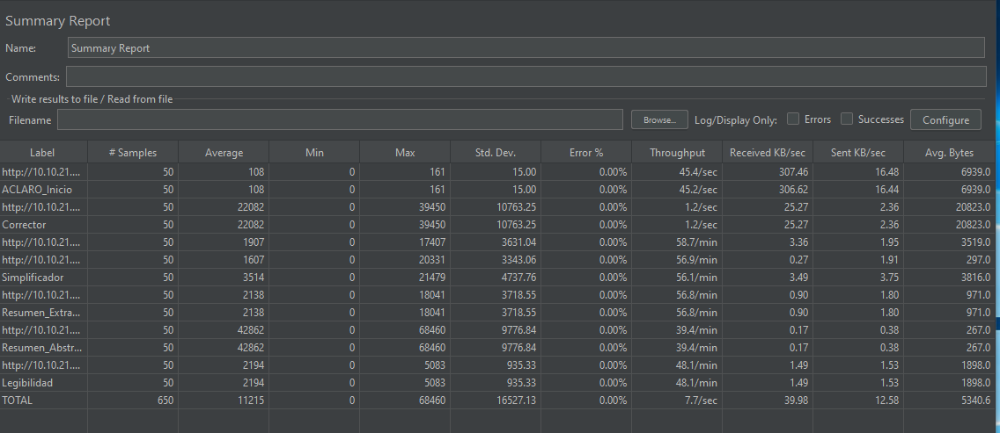 Summary Report
Name: Summary Report
Comments:
Write results to file / Read from file
Filename Browse... Log/Display Only: Errors Successes Configure
Label # Samples Average Min Max Std. Dev. Error % Throughput Received KB/sec Sent KB/sec Avg. Bytes
http://10.10.21.... 50 108 0 161 15.00 0.00% 45.4/sec 307.46 16.48 6939.0
ACLARO_Inicio 50 108 0 161 15.00 0.00% 45.2/sec 306.62 16.44 6939.0
http://10.10.21.... 50 22082 0 39450 10763.25 0.00% 1.2/sec 25.27 2.36 20823.0
Corrector 50 22082 0 39450 10763.25 0.00% 1.2/sec 25.27 2.36 20823.0
http://10.10.21.... 50 1907 0 17407 3631.04 0.00% 58.7/min 3.36 1.95 3519.0
http://10.10.21.... 50 1607 0 20331 3343.06 0.00% 56.9/min 0.27 1.91 297.0
Simplificador 50 3514 0 21479 4737.76 0.00% 56.1/min 3.49 3.75 3816.0
http://10.10.21.... 50 2138 0 18041 3718.55 0.00% 56.8/min 0.90 1.80 971.0
Resumen_Extra... 50 2138 0 18041 3718.55 0.00% 56.8/min 0.90 1.80 971.0
http://10.10.21.... 50 42862 0 68460 9776.84 0.00% 39.4/min 0.17 0.38 267.0
Resumen_Abstr... 50 42862 0 68460 9776.84 0.00% 39.4/min 0.17 0.38 267.0
http://10.10.21.... 50 2194 0 5083 935.33 0.00% 48.1/min 1.49 1.53 1898.0
Legibilidad 50 2194 0 5083 935.33 0.00% 48.1/min 1.49 1.53 1898.0
TOTAL 650 11215 0 68460 16527.13 0.00% 7.7/sec 39.98 12.58 5340.6